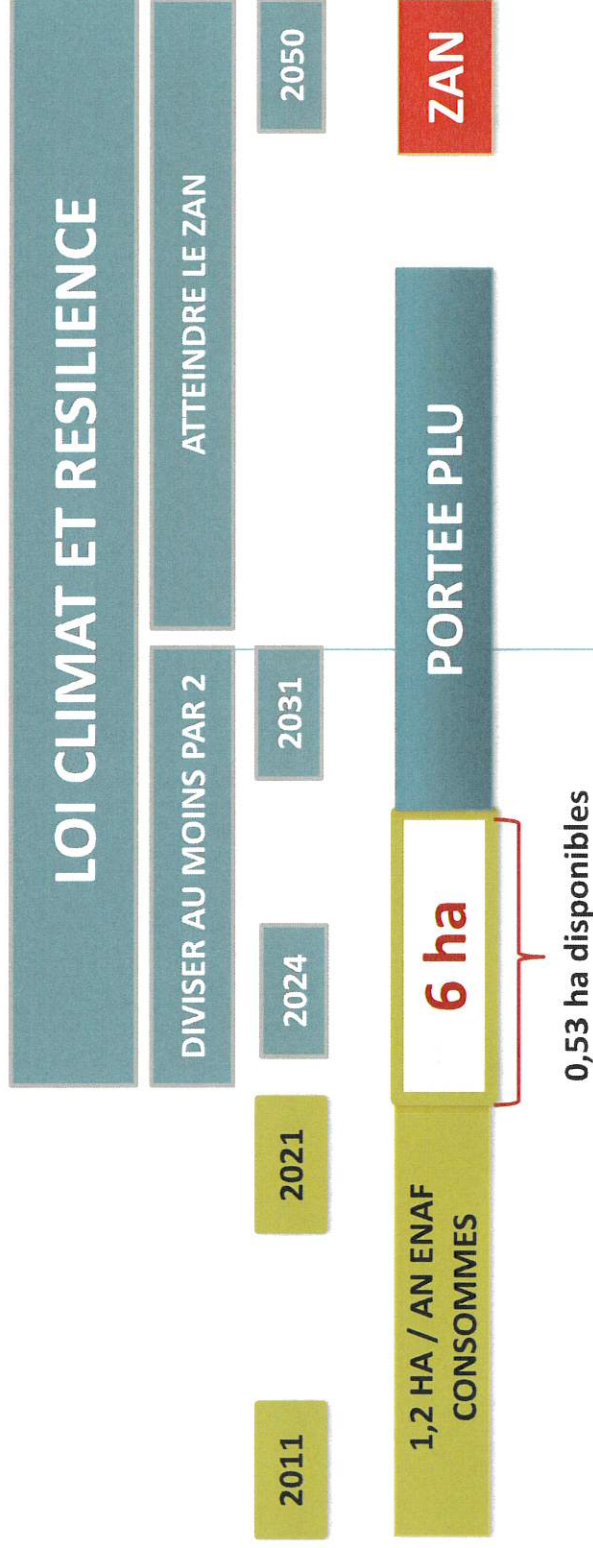 LOI CLIMAT ET RESILIENCE
DIVISER AU MOINS PAR 2
ATTEINDRE LE ZAN
2011
2021
2024
2031
2050
1,2 HA / AN ENAF
CONSOMMES
6 ha
PORTEE PLU
ZAN
0,53 ha disponibles